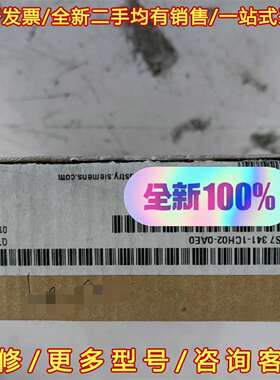 发票/全新二手均有销售/一站式
ustry.siemens.com
全新100%
S7 341-1CH02-0AE0
修/更多型号/咨询客